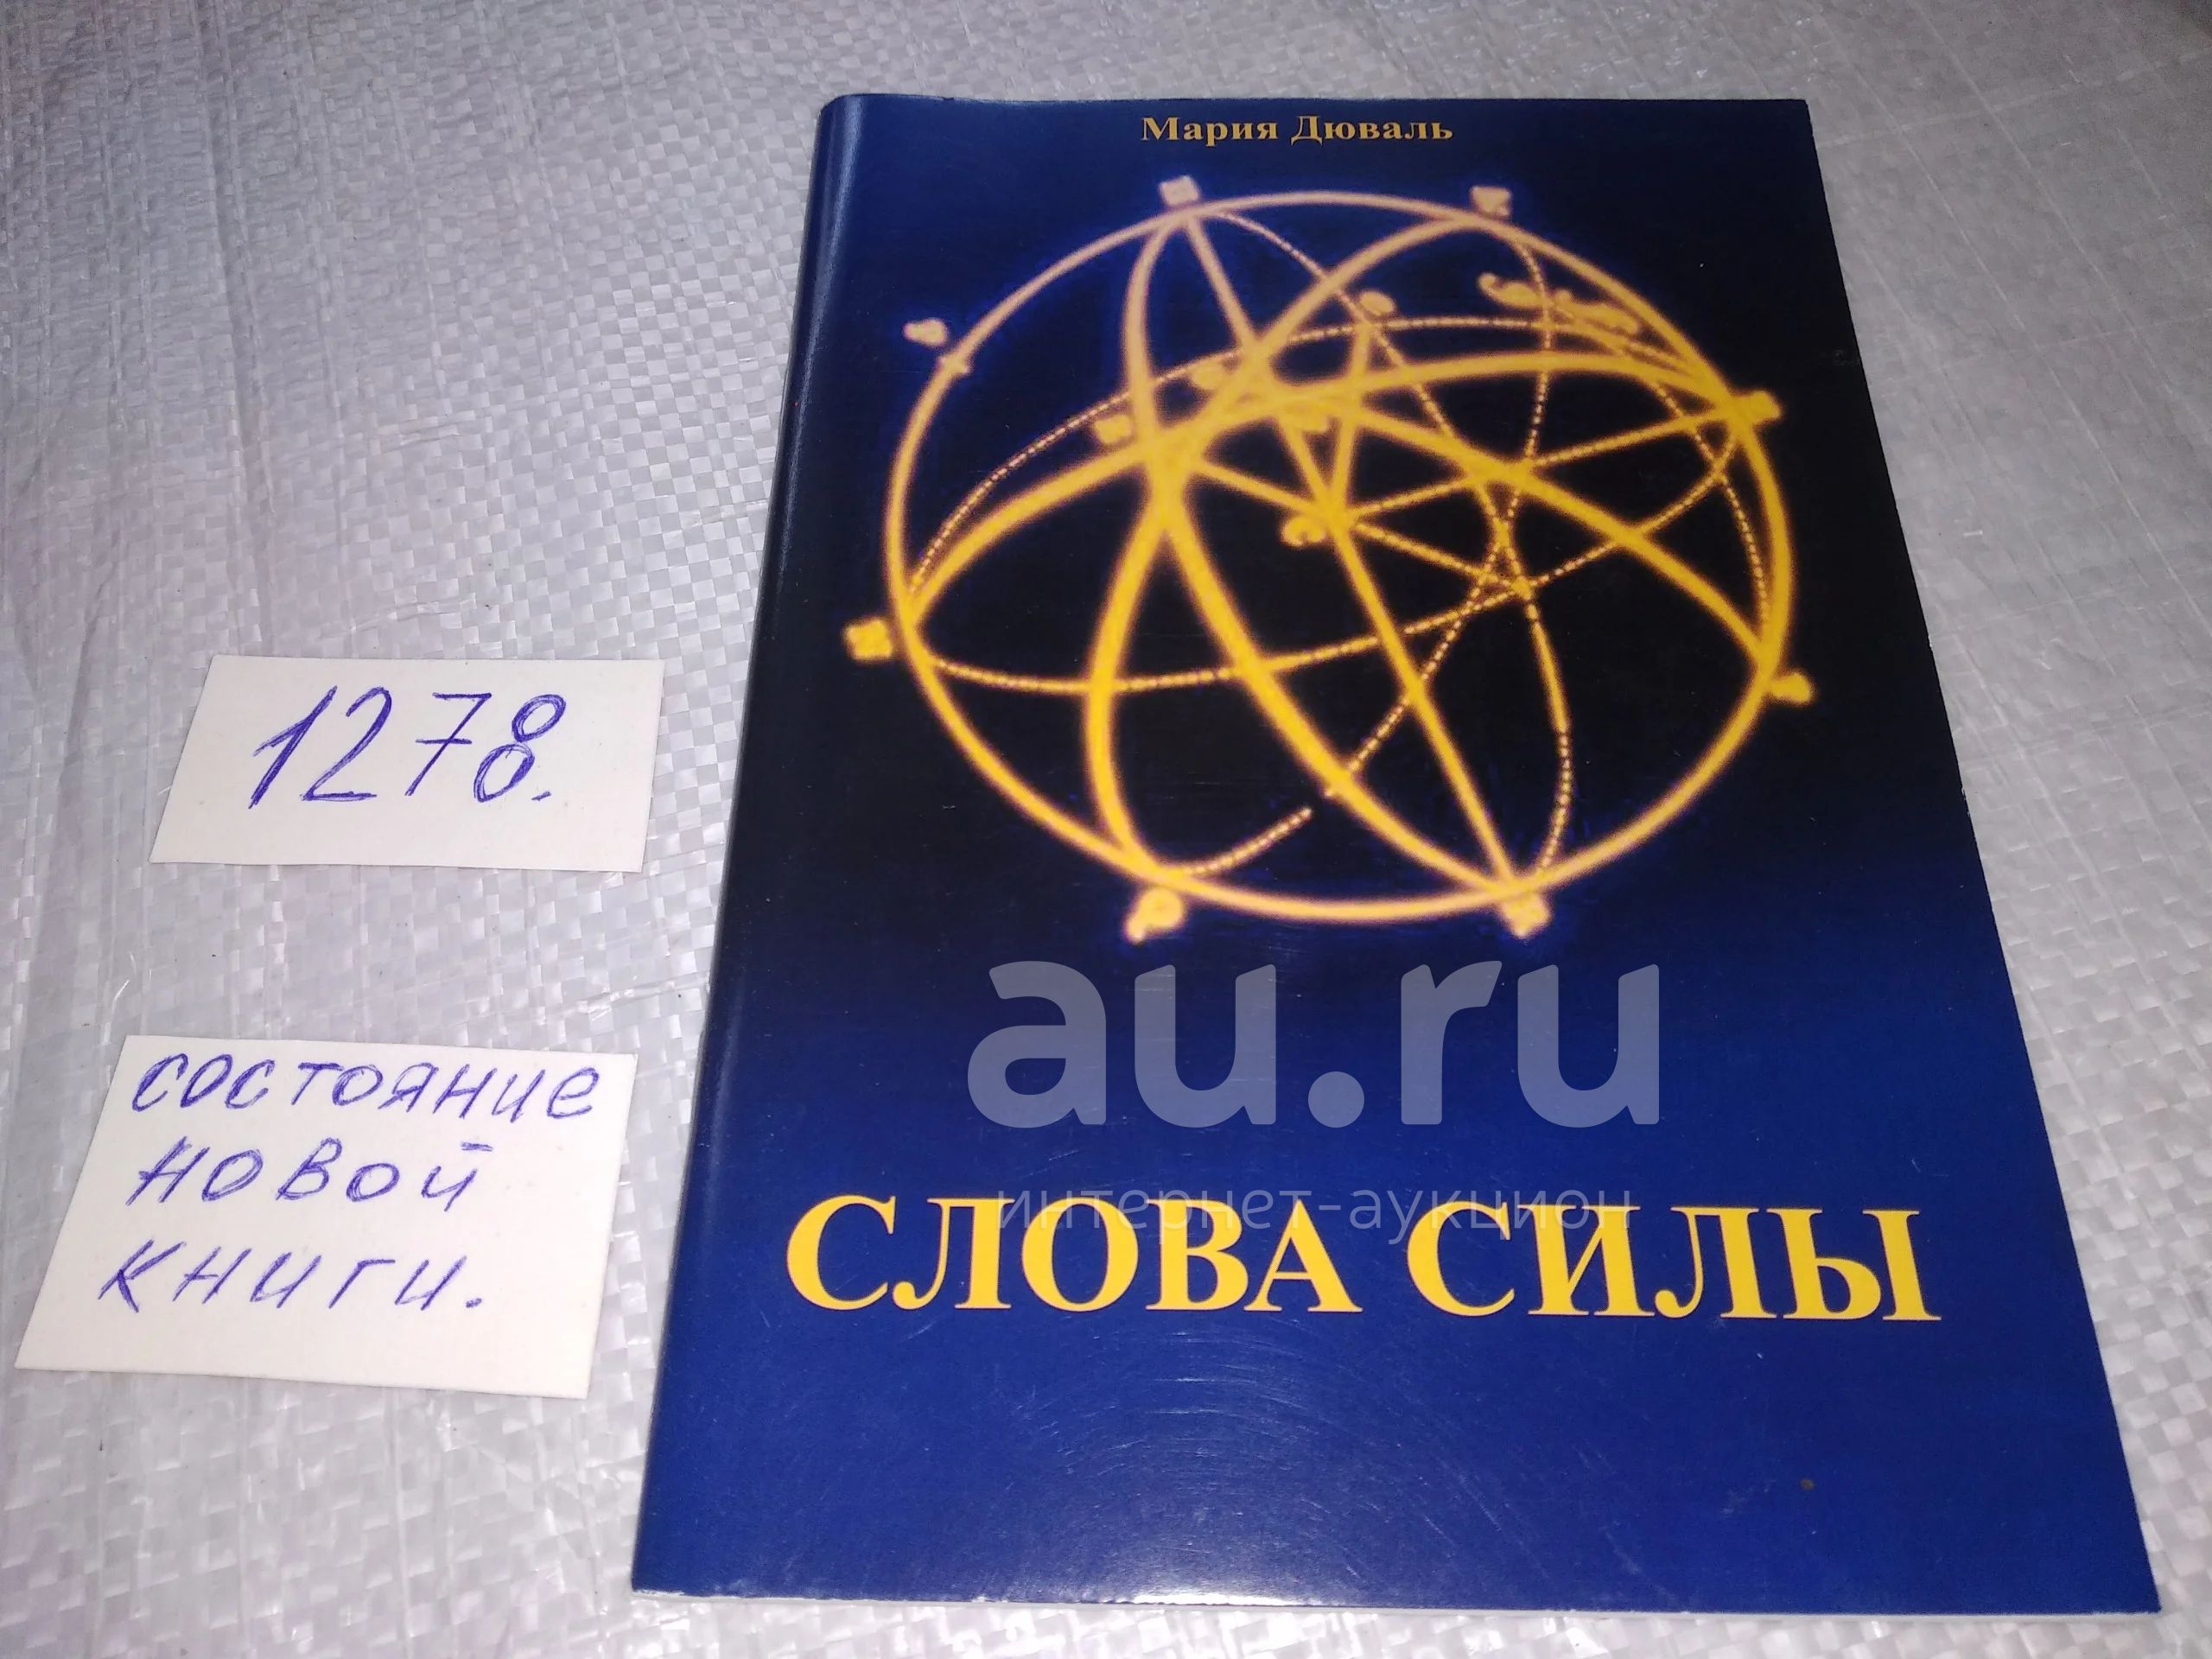 Мария Дюваль
1278.
состояние
новой
книги.
au.ru
интернет-аукцион
СЛОВА СИЛЫ